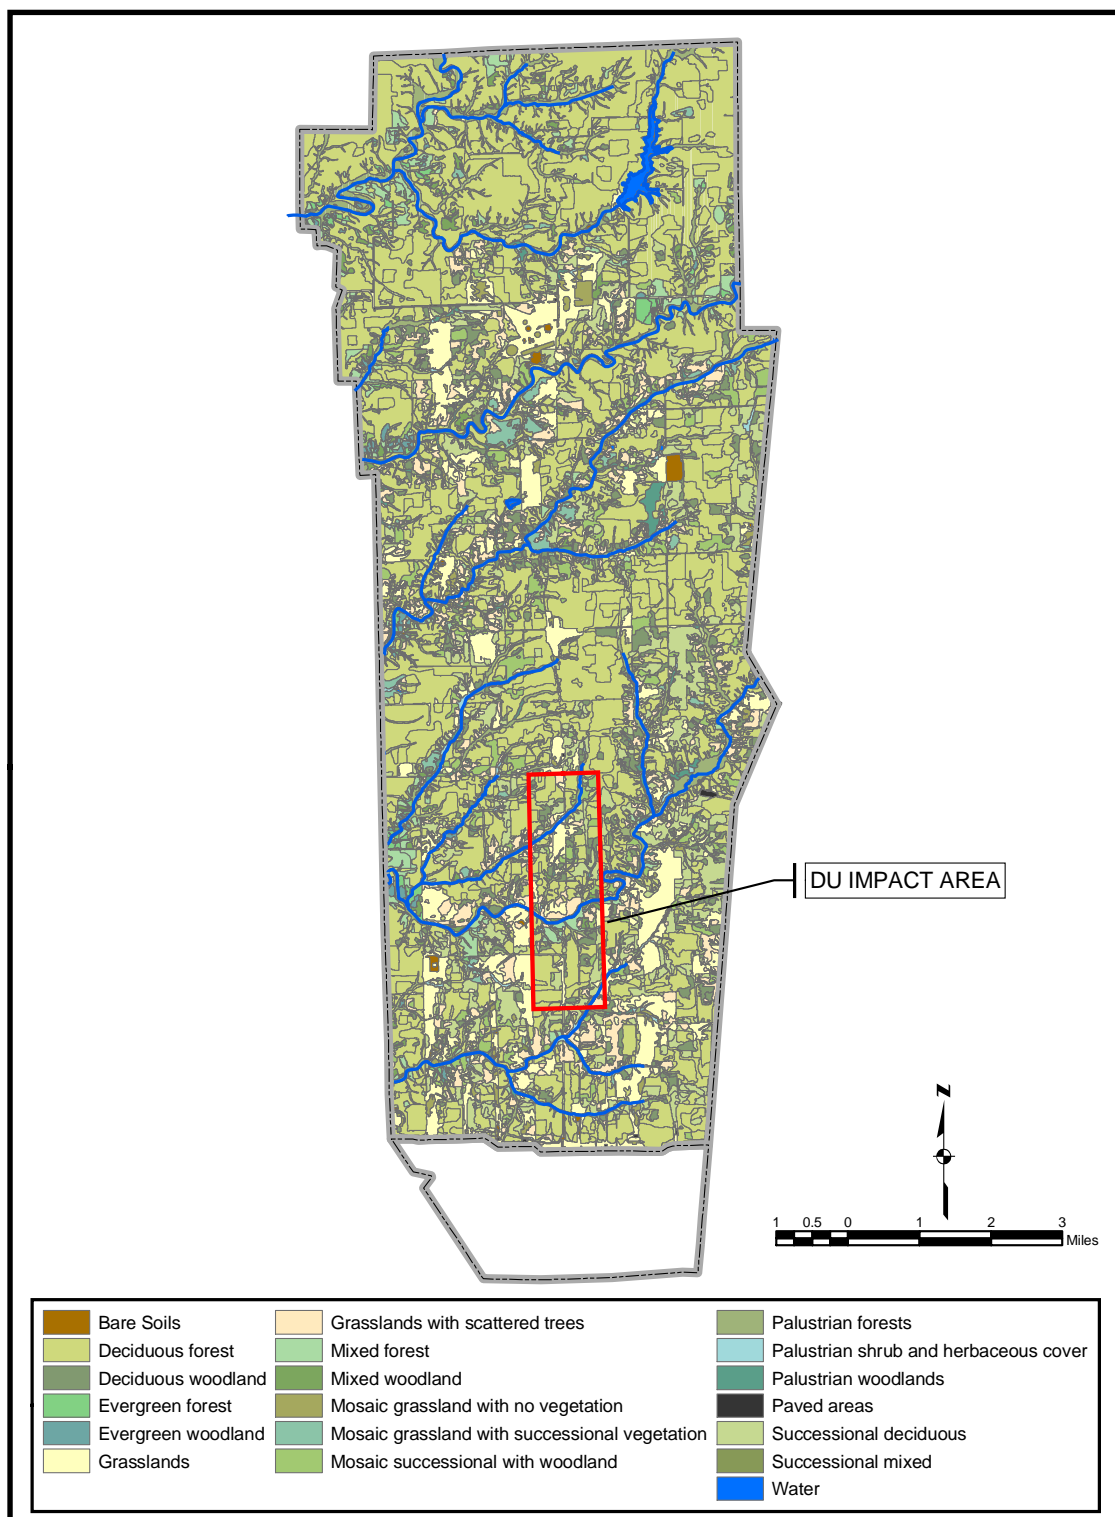 DU IMPACT AREA
N
1 0.5 0 1 2 3
Miles
Bare Soils
Deciduous forest
Deciduous woodland
Evergreen forest
Evergreen woodland
Grasslands
Grasslands with scattered trees
Mixed forest
Mixed woodland
Mosaic grassland with no vegetation
Mosaic grassland with successional vegetation
Mosaic successional with woodland
Palustrian forests
Palustrian shrub and herbaceous cover
Palustrian woodlands
Paved areas
Successional deciduous
Successional mixed
Water